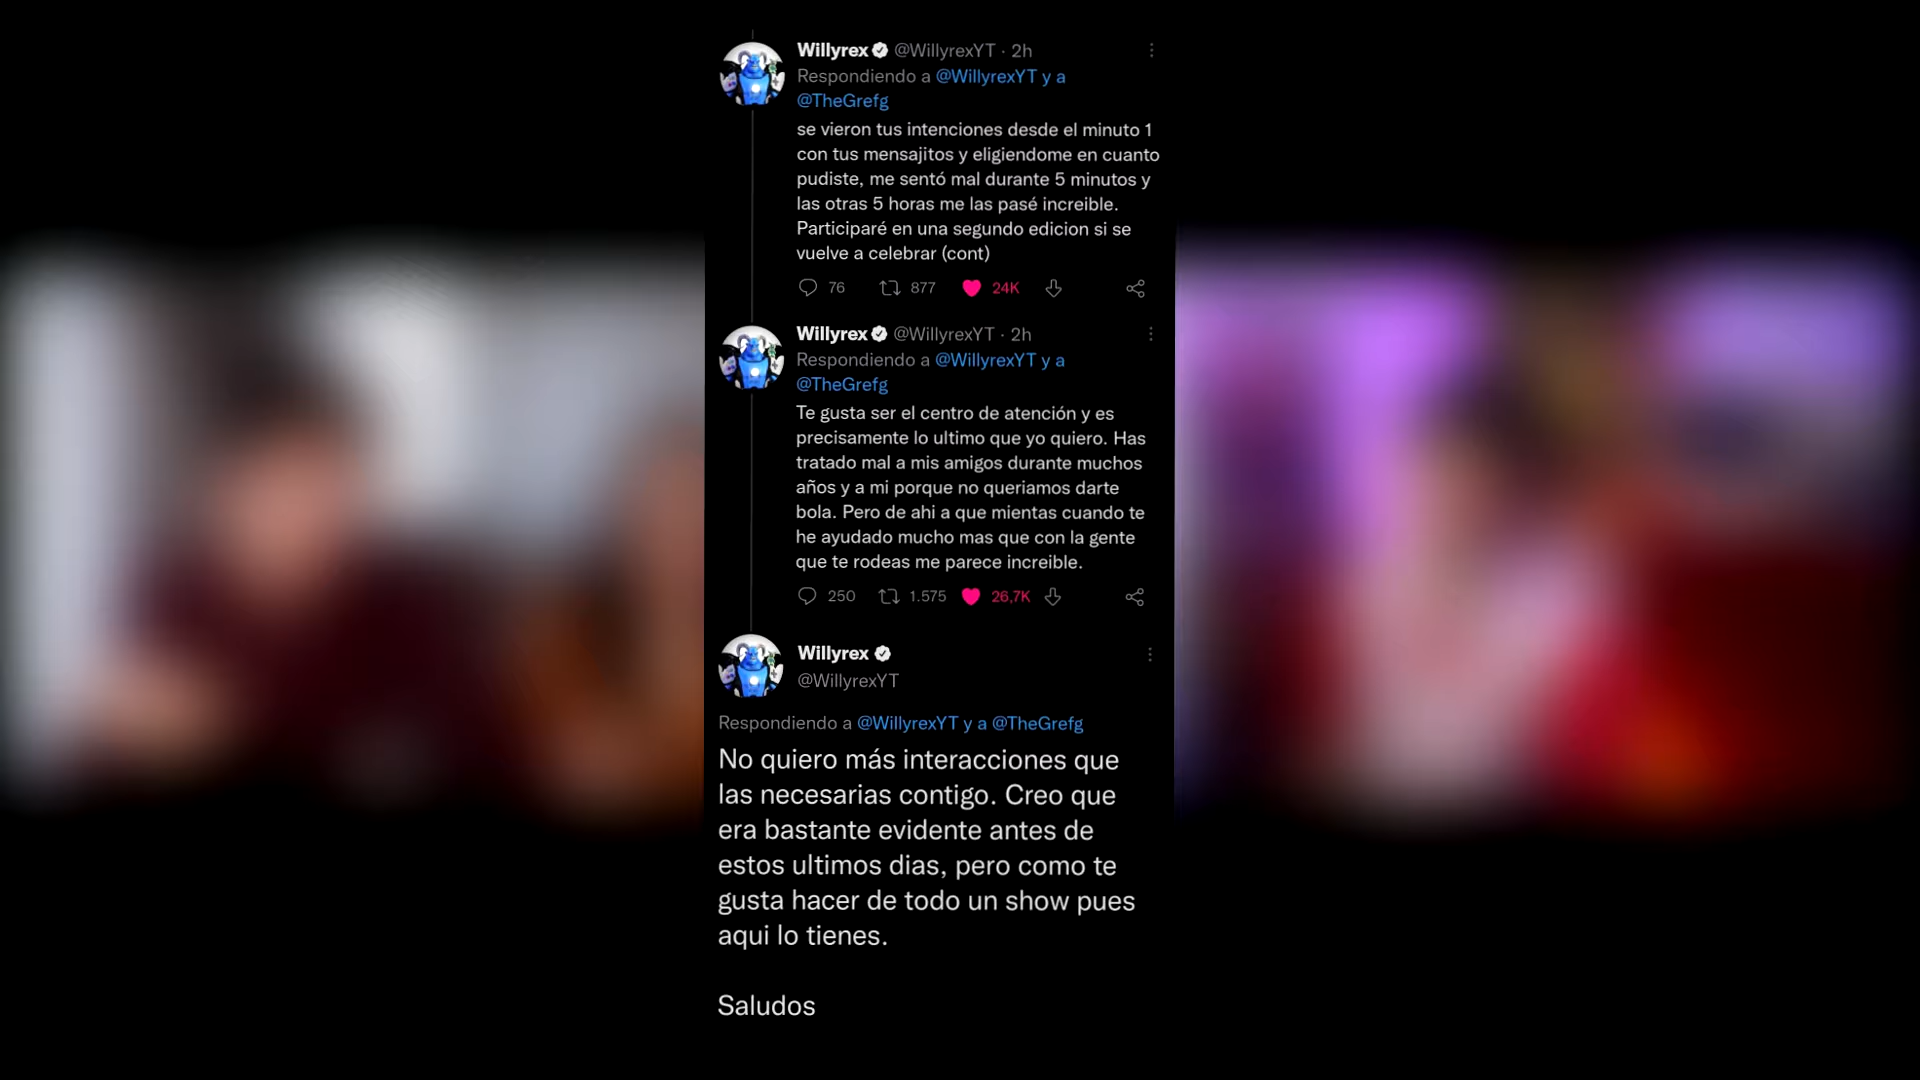 Willyrex @WillyrexYT · 2h
Respondiendo a @WillyrexYT y a
@TheGrefg
se vieron tus intenciones desde el minuto 1
con tus mensajitos y eligiendome en cuanto
pudiste, me sentó mal durante 5 minutos y
las otras 5 horas me las pasé increible.
Participaré en una segundo edicion si se
vuelve a celebrar (cont)
76 877 24K
Willyrex @WillyrexYT · 2h
Respondiendo a @WillyrexYT y a
@TheGrefg
Te gusta ser el centro de atención y es
precisamente lo ultimo que yo quiero. Has
tratado mal a mis amigos durante muchos
años y a mi porque no queriamos darte
bola. Pero de ahi a que mientas cuando te
he ayudado mucho mas que con la gente
que te rodeas me parece increible.
250 1.575 26,7K
Willyrex
@WillyrexYT
Respondiendo a @WillyrexYT y a @TheGrefg
No quiero más interacciones que
las necesarias contigo. Creo que
era bastante evidente antes de
estos ultimos dias, pero como te
gusta hacer de todo un show pues
aqui lo tienes.
Saludos